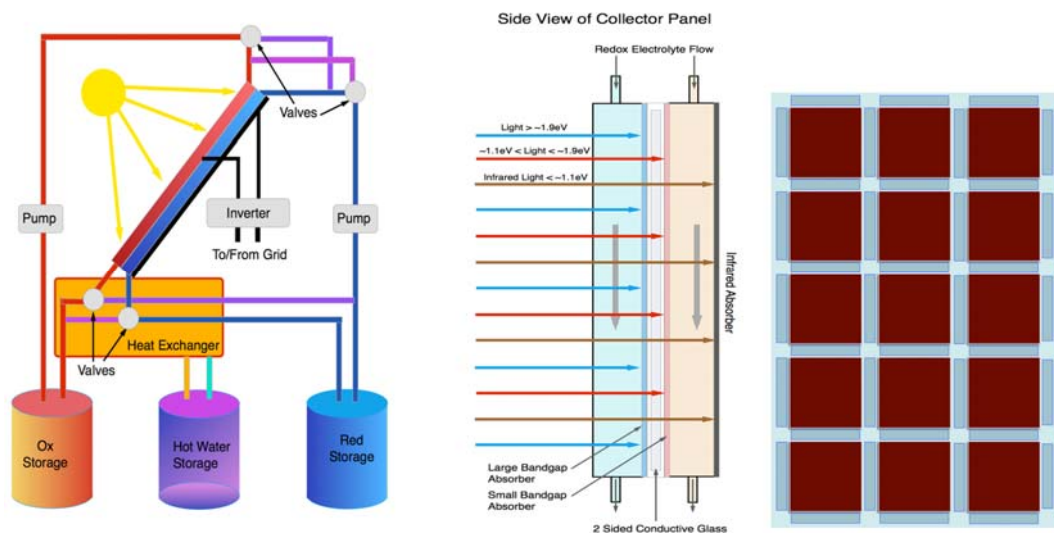 Valves
Pump
Pump
Inverter
To/From Grid
Heat Exchanger
Valves
Ox
Storage
Hot Water
Storage
Red
Storage
Side View of Collector Panel
Redox Electrolyte Flow
Light > ~1.9eV
~1.1eV < Light < ~1.9eV
Infrared Light < ~1.1eV
Infrared Absorber
Large Bandgap
Absorber
Small Bandgap
Absorber
2 Sided Conductive Glass